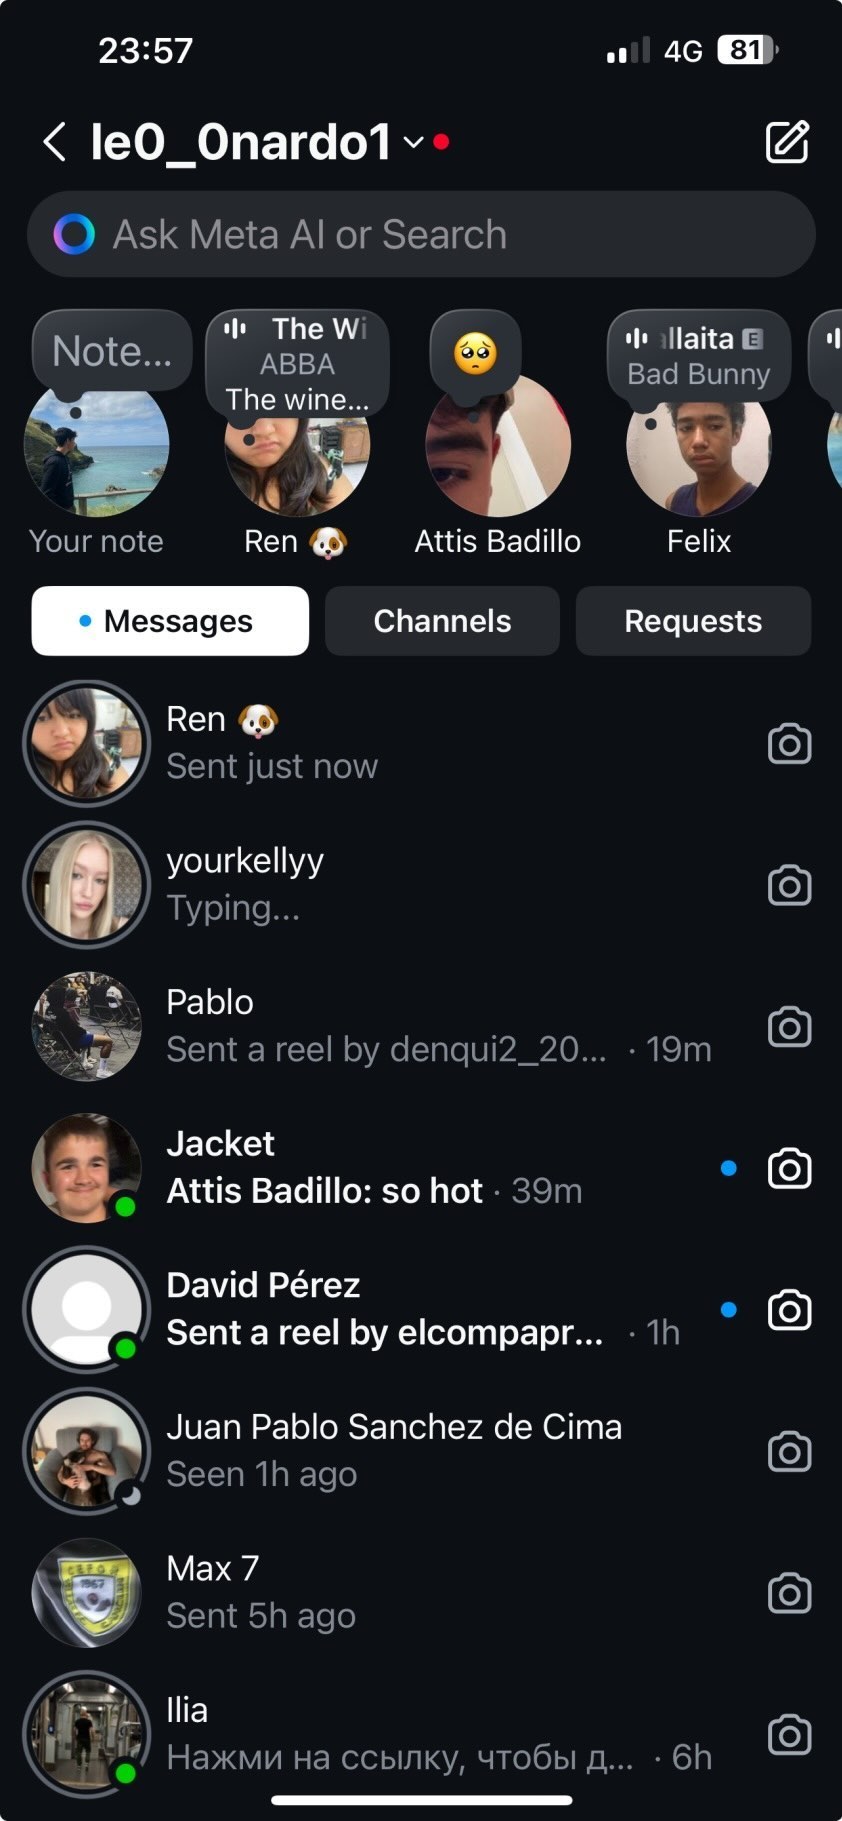 23:57
4G 81
le0_0nardo1
Ask Meta AI or Search
Note...
The Wi
ABBA
The wine...
llaita E
Bad Bunny
Your note
Ren 🐶
Attis Badillo
Felix
Messages
Channels
Requests
Ren 🐶
Sent just now
yourkellyy
Typing...
Pablo
Sent a reel by denqui2_20... · 19m
Jacket
Attis Badillo: so hot · 39m
David Pérez
Sent a reel by elcompapr... · 1h
Juan Pablo Sanchez de Cima
Seen 1h ago
1967
Max 7
Sent 5h ago
Ilia
Нажми на ссылку, чтобы д... · 6h